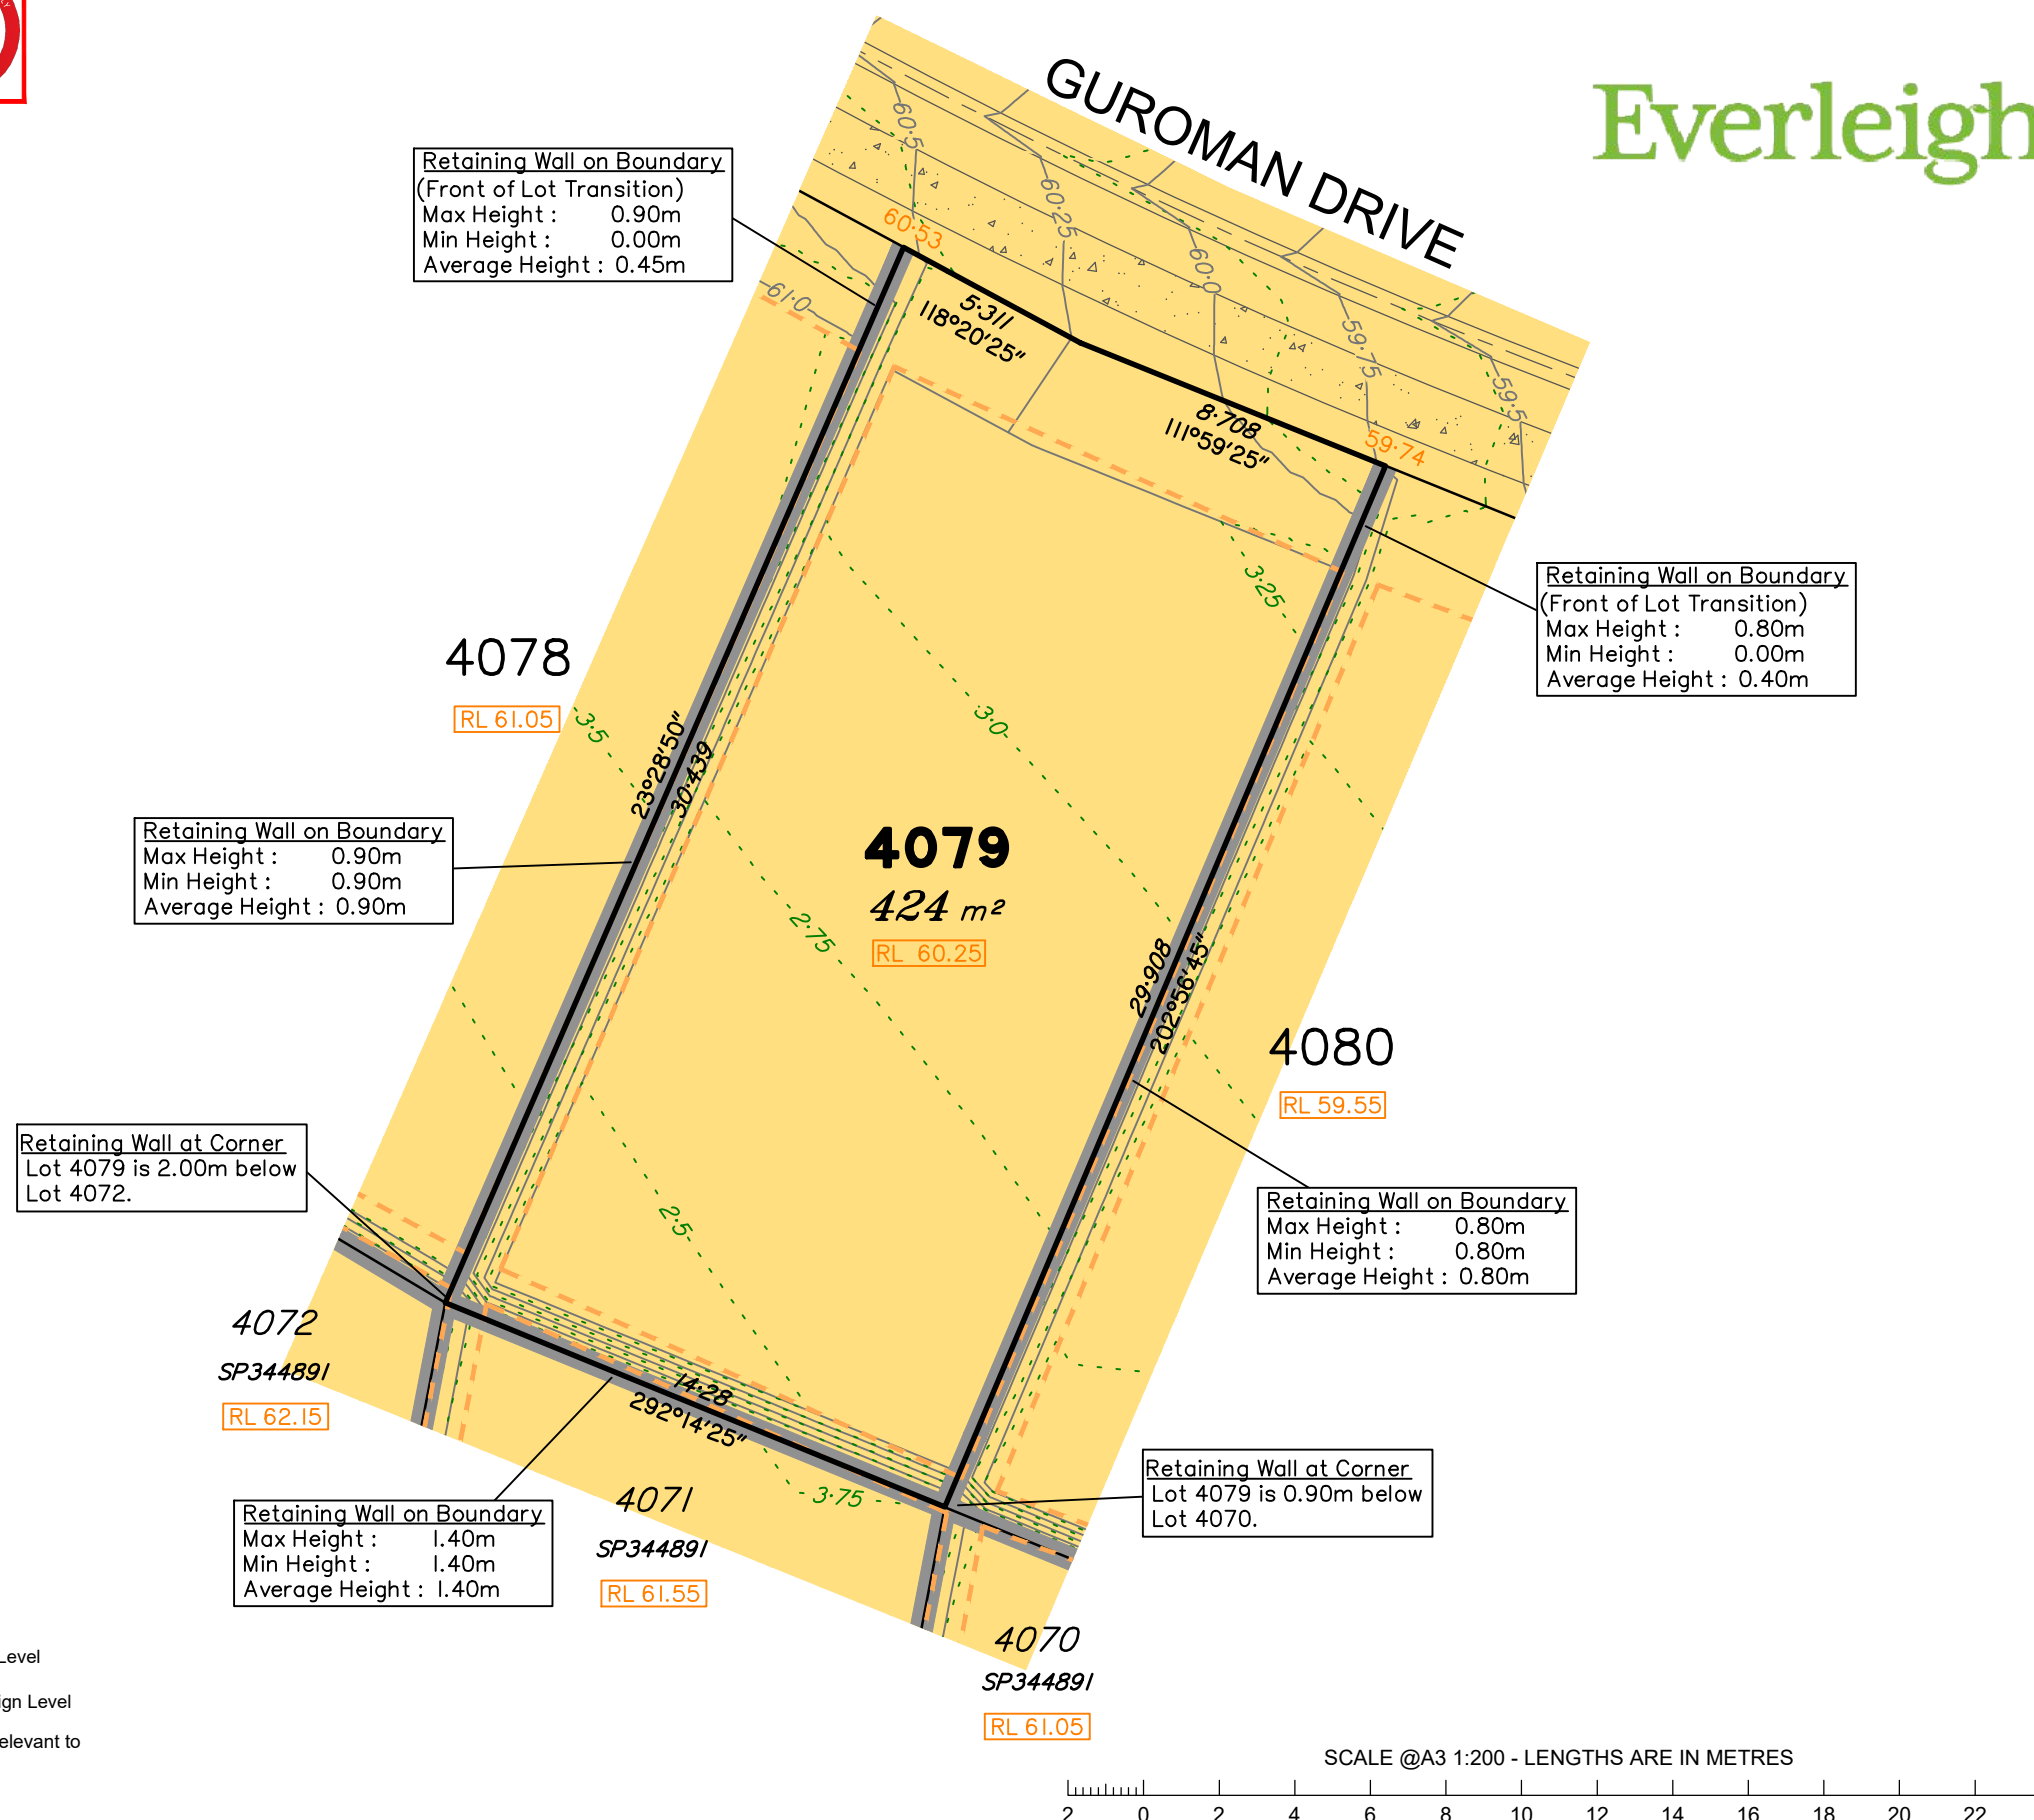 Everleigh
GUROMAN DRIVE
60·5
60·25
60·0
59·75
59·5
60·53
59·74
61·0
Retaining Wall on Boundary
(Front of Lot Transition)
Max Height : 0.90m
Min Height : 0.00m
Average Height : 0.45m
5·311
118°20'25"
8·708
111°59'25"
Retaining Wall on Boundary
(Front of Lot Transition)
Max Height : 0.80m
Min Height : 0.00m
Average Height : 0.40m
3·25
4078
RL 61.05
3·5
3·0
23°28'50"
30·439
Retaining Wall on Boundary
Max Height : 0.90m
Min Height : 0.90m
Average Height : 0.90m
4079
424 m²
RL 60.25
2·75
29·908
202°56'45"
4080
RL 59.55
Retaining Wall at Corner
Lot 4079 is 2.00m below
Lot 4072.
Retaining Wall on Boundary
Max Height : 0.80m
Min Height : 0.80m
Average Height : 0.80m
2·5
4072
SP344891
RL 62.15
14·28
292°14'25"
Retaining Wall on Boundary
Max Height : 1.40m
Min Height : 1.40m
Average Height : 1.40m
4071
SP344891
RL 61.55
3·75
Retaining Wall at Corner
Lot 4079 is 0.90m below
Lot 4070.
4070
SP344891
RL 61.05
Level
ign Level
elevant to
SCALE @A3 1:200 - LENGTHS ARE IN METRES
2 0 2 4 6 8 10 12 14 16 18 20 22